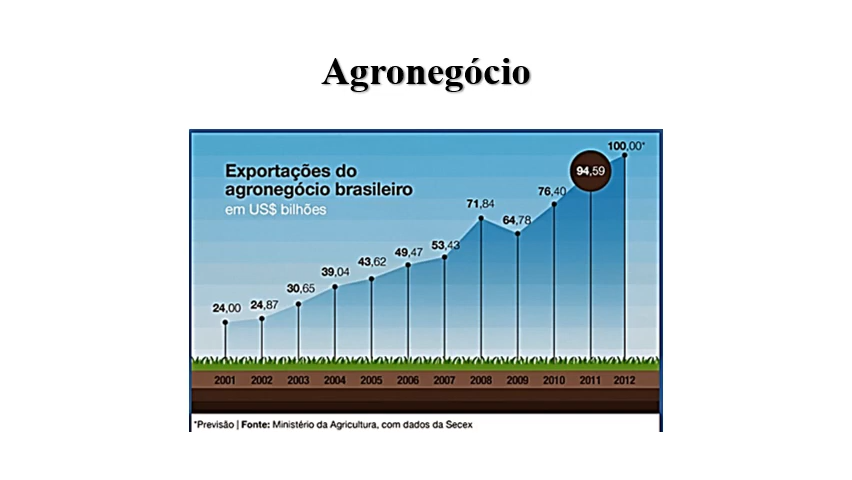 Agronegócio
Exportações do
agronegócio brasileiro
em US$ bilhões
24,00
24,87
30,65
39,04
43,62
49,47
53,43
71,84
64,78
76,40
94,59
100,00*
2001 2002 2003 2004 2005 2006 2007 2008 2009 2010 2011 2012
*Previsão | Fonte: Ministério da Agricultura, com dados da Secex